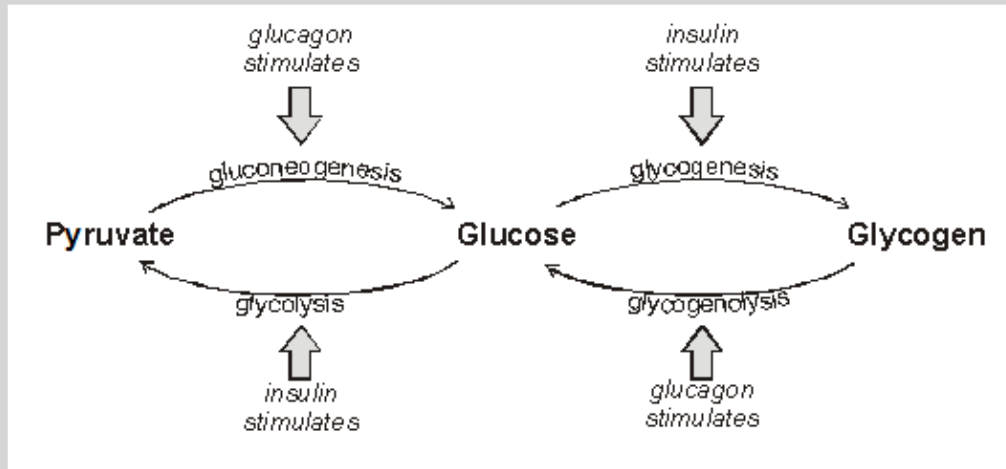 glucagon
stimulates
insulin
stimulates
gluconeogenesis
glycogenesis
Pyruvate
Glucose
Glycogen
glycolysis
glycogenolysis
insulin
stimulates
glucagon
stimulates